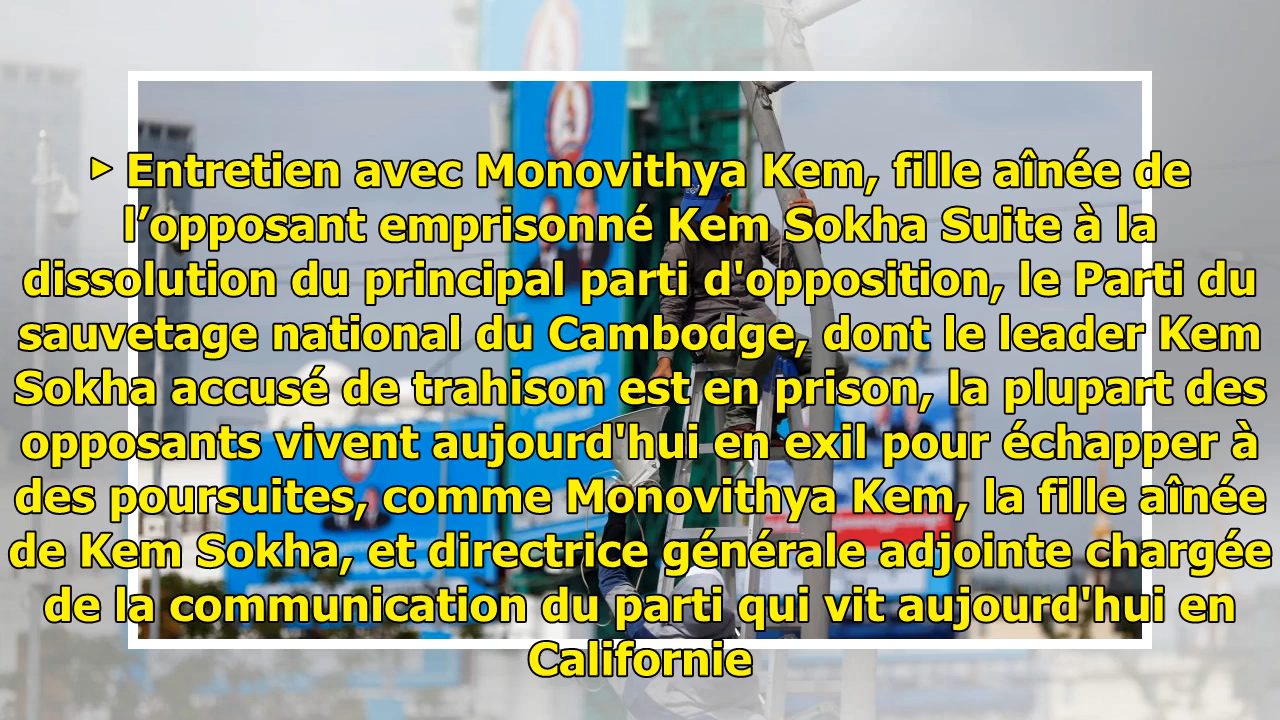 ▸ Entretien avec Monovithya Kem, fille aînée de
l’opposant emprisonné Kem Sokha Suite à la
dissolution du principal parti d'opposition, le Parti du
sauvetage national du Cambodge, dont le leader Kem
Sokha accusé de trahison est en prison, la plupart des
opposants vivent aujourd'hui en exil pour échapper à
des poursuites, comme Monovithya Kem, la fille aînée
de Kem Sokha, et directrice générale adjointe chargée
de la communication du parti qui vit aujourd'hui en
Californie